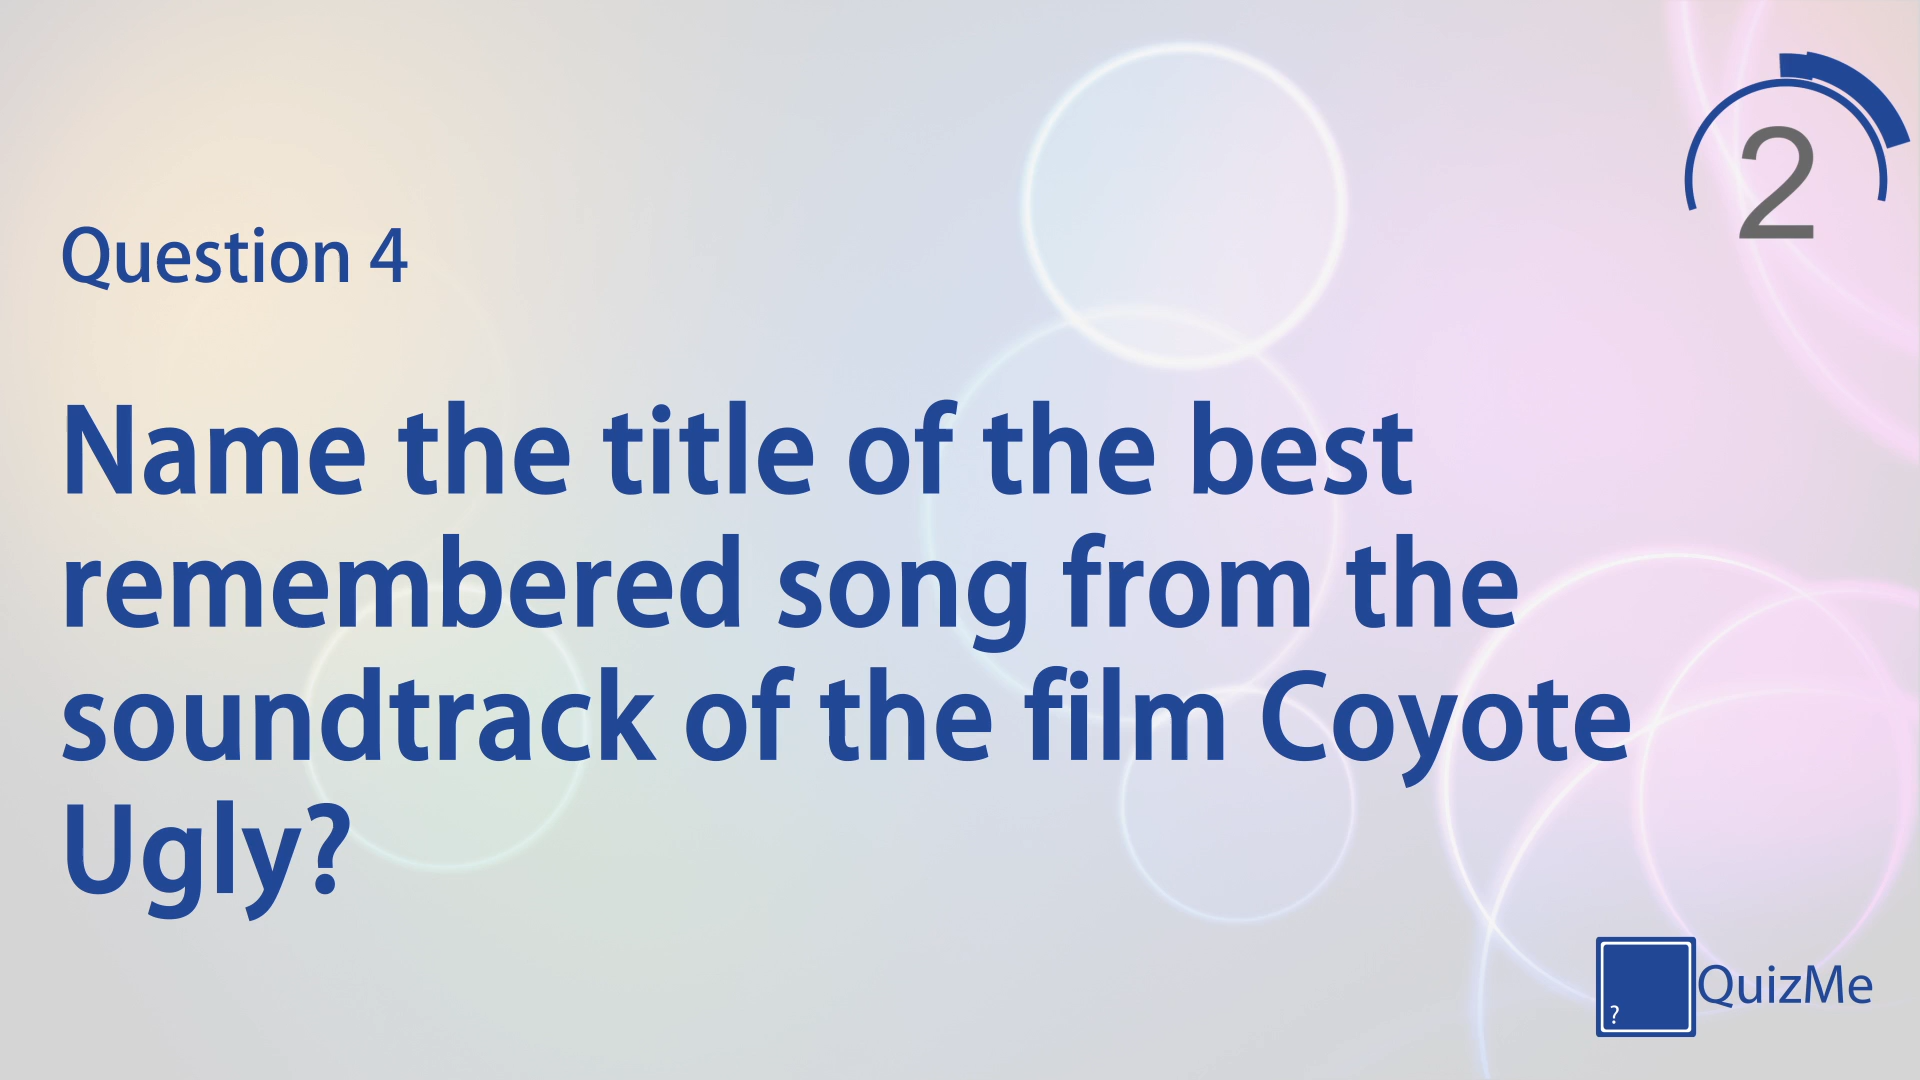 2
Question 4
Name the title of the best
remembered song from the
soundtrack of the film Coyote
Ugly?
? QuizMe